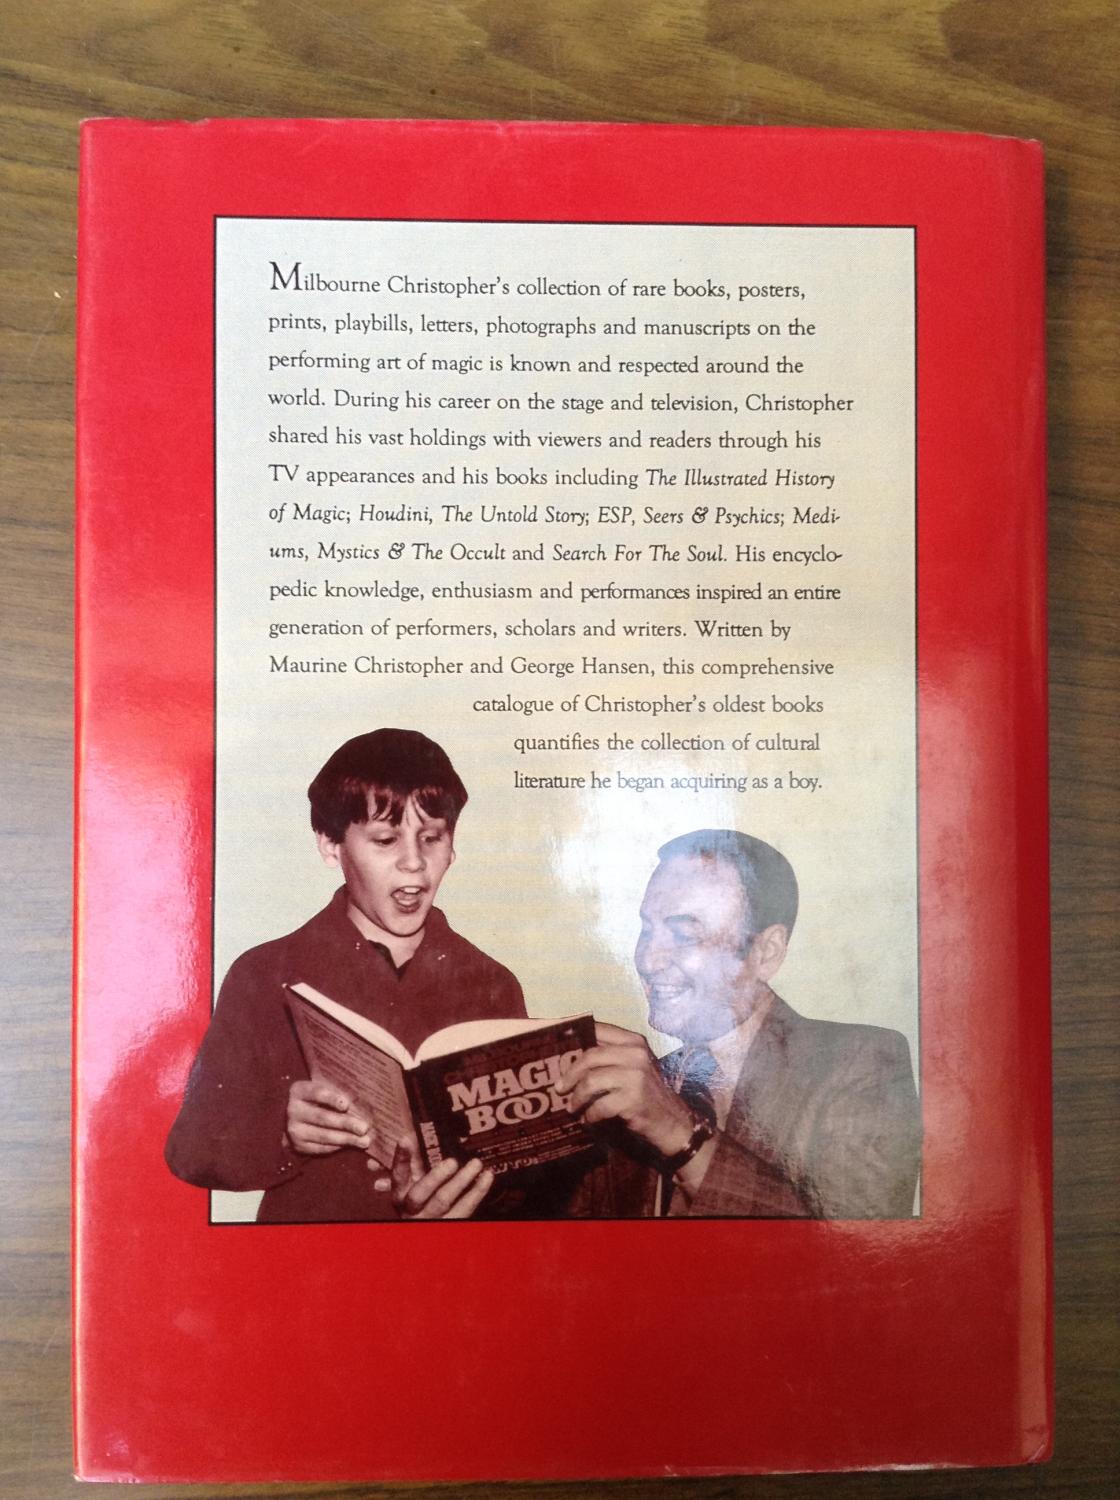 Milbourne Christopher's collection of rare books, posters,
prints, playbills, letters, photographs and manuscripts on the
performing art of magic is known and respected around the
world. During his career on the stage and television, Christopher
shared his vast holdings with viewers and readers through his
TV appearances and his books including The Illustrated History
of Magic; Houdini, The Untold Story; ESP, Seers & Psychics; Medi-
ums, Mystics & The Occult and Search For The Soul. His encyclo-
pedic knowledge, enthusiasm and performances inspired an entire
generation of performers, scholars and writers. Written by
Maurine Christopher and George Hansen, this comprehensive
catalogue of Christopher's oldest books
quantifies the collection of cultural
literature he began acquiring as a boy.
MAGIC
BOOK